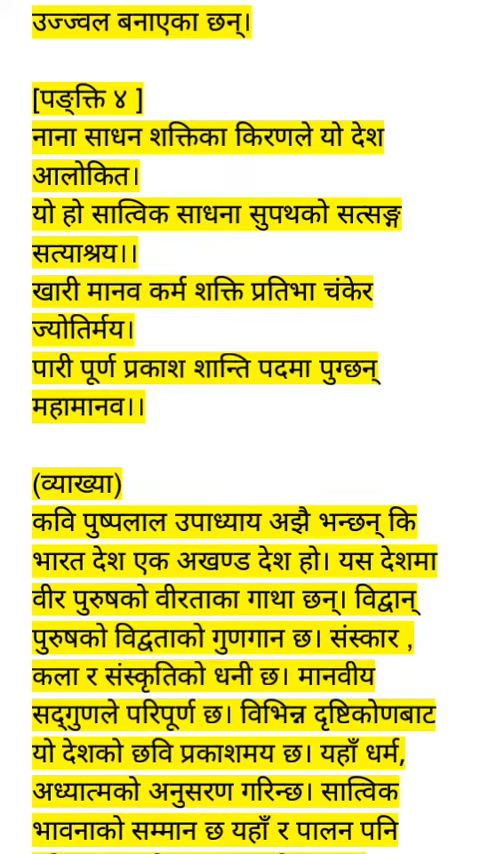 उज्ज्वल बनाएका छन्।
[पङ्क्ति ४ ]
नाना साधन शक्तिका किरणले यो देश
आलोकित।
यो हो सात्विक साधना सुपथको सत्सङ्ग
सत्याश्रय।।
खारी मानव कर्म शक्ति प्रतिभा चंकेर
ज्योतिर्मय।
पारी पूर्ण प्रकाश शान्ति पदमा पुग्छन्
महामानव।।
(व्याख्या)
कवि पुष्पलाल उपाध्याय अझै भन्छन् कि
भारत देश एक अखण्ड देश हो। यस देशमा
वीर पुरुषको वीरताका गाथा छन्। विद्वान्
पुरुषको विद्वताको गुणगान छ। संस्कार ,
कला र संस्कृतिको धनी छ। मानवीय
सद्गुणले परिपूर्ण छ। विभिन्न दृष्टिकोणबाट
यो देशको छवि प्रकाशमय छ। यहाँ धर्म,
अध्यात्मको अनुसरण गरिन्छ। सात्विक
भावनाको सम्मान छ यहाँ र पालन पनि